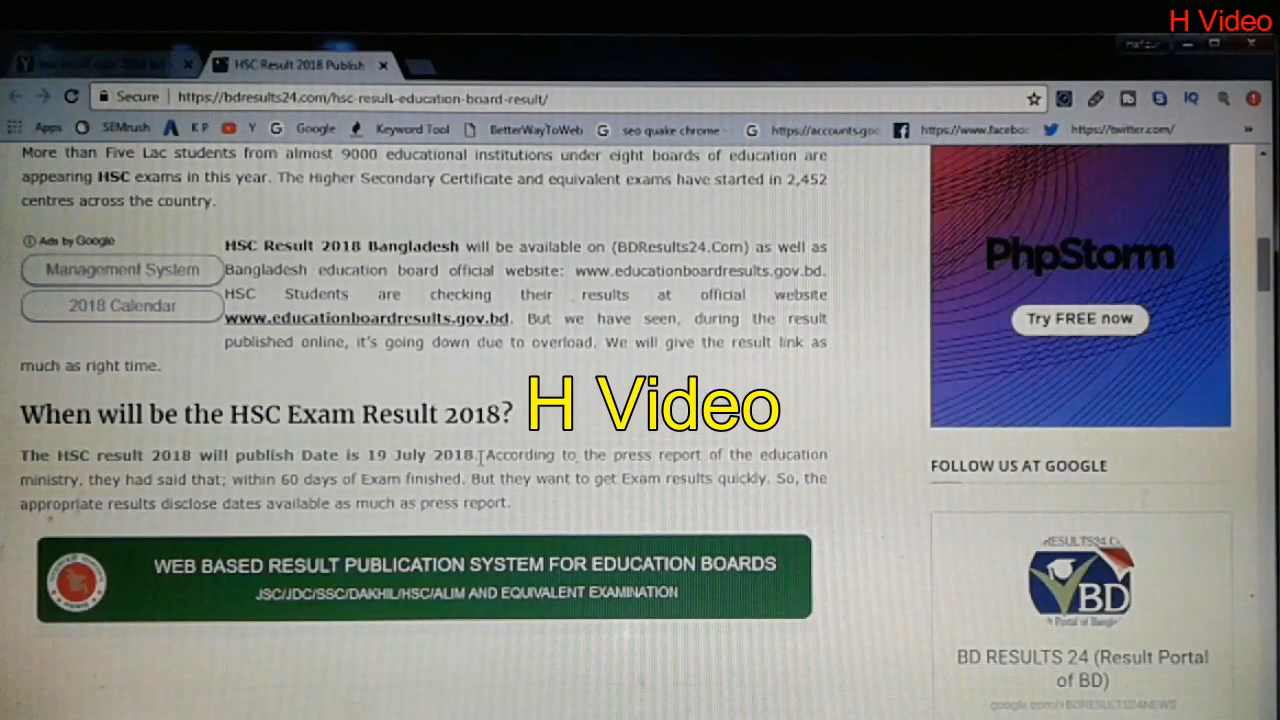 H Video
HSC Result 2018 Publish
Secure | https://bdresults24.com/hsc-result-education-board-result/
Apps SEMrush K P Y Google Keyword Tool BetterWayToWeb seo quake chrome - https://accounts.goo https://www.faceboo https://twitter.com/ »
More than Five Lac students from almost 9000 educational institutions under eight boards of education are
appearing HSC exams in this year. The Higher Secondary Certificate and equivalent exams have started in 2,452
centres across the country.
Ads by Google
Management System
2018 Calendar
HSC Result 2018 Bangladesh will be available on (BDResults24.Com) as well as
Bangladesh education board official website: www.educationboardresults.gov.bd.
HSC Students are checking their results at official website
www.educationboardresults.gov.bd. But we have seen, during the result
published online, it's going down due to overload. We will give the result link as
much as right time.
When will be the HSC Exam Result 2018?
H Video
The HSC result 2018 will publish Date is 19 July 2018. According to the press report of the education
ministry, they had said that; within 60 days of Exam finished. But they want to get Exam results quickly. So, the
appropriate results disclose dates available as much as press report.
WEB BASED RESULT PUBLICATION SYSTEM FOR EDUCATION BOARDS
JSC/JDC/SSC/DAKHIL/HSC/ALIM AND EQUIVALENT EXAMINATION
PhpStorm
Try FREE now
FOLLOW US AT GOOGLE
BD
BD RESULTS 24 (Result Portal
of BD)
google.com/+BDRESULTS24NEWS